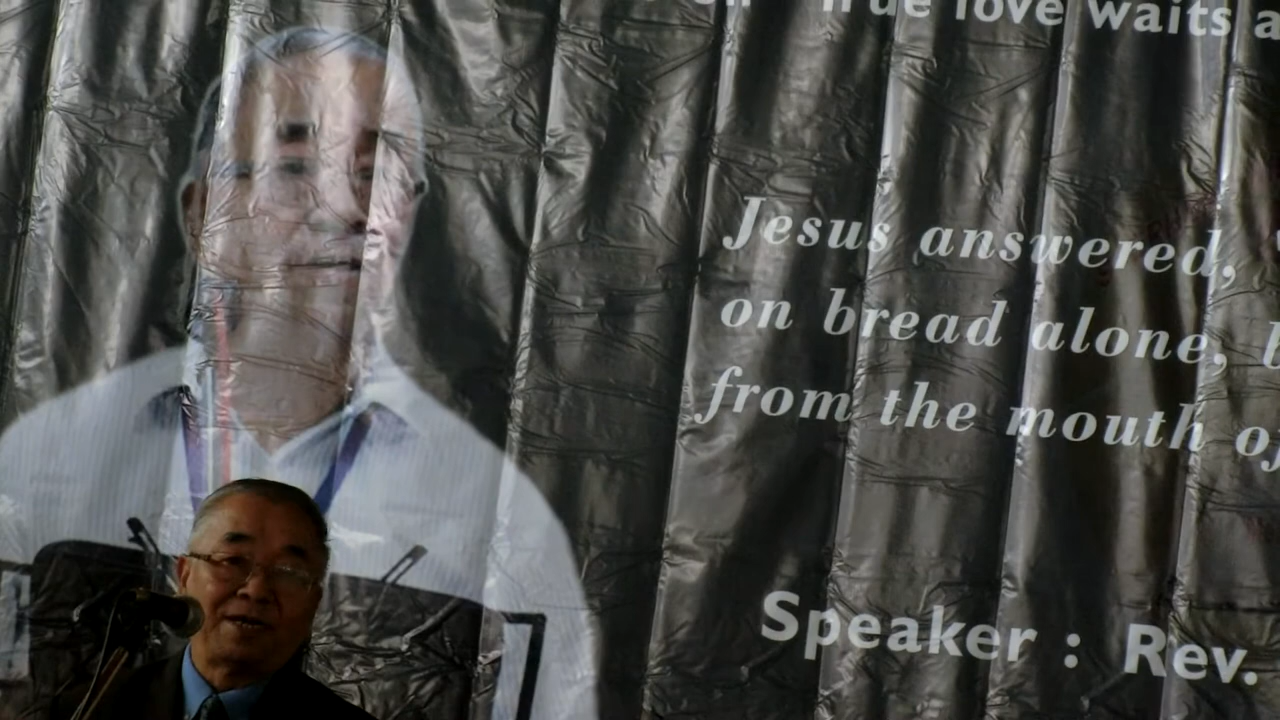 True love waits
Jesus answered,
on bread alone,
from the mouth
Speaker : Rev.